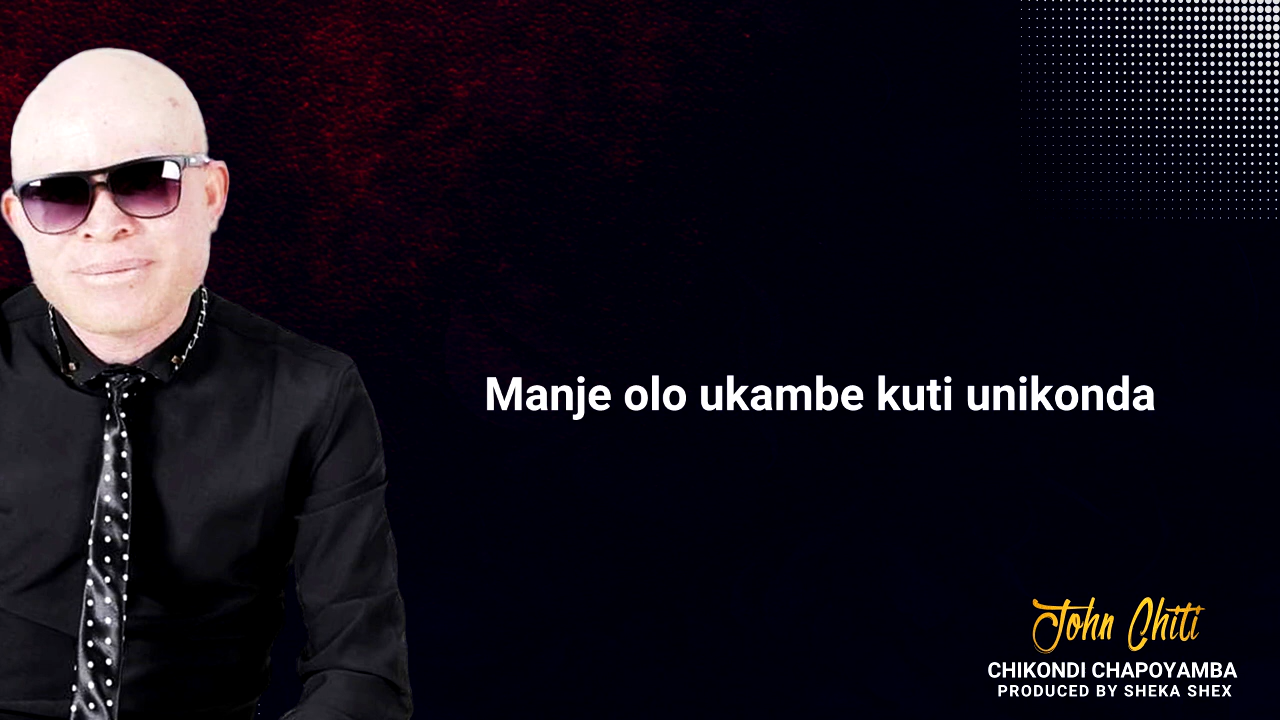 Manje olo ukambe kuti unikonda
John Chiti
CHIKONDI CHAPOYAMBA
PRODUCED BY SHEKA SHEX